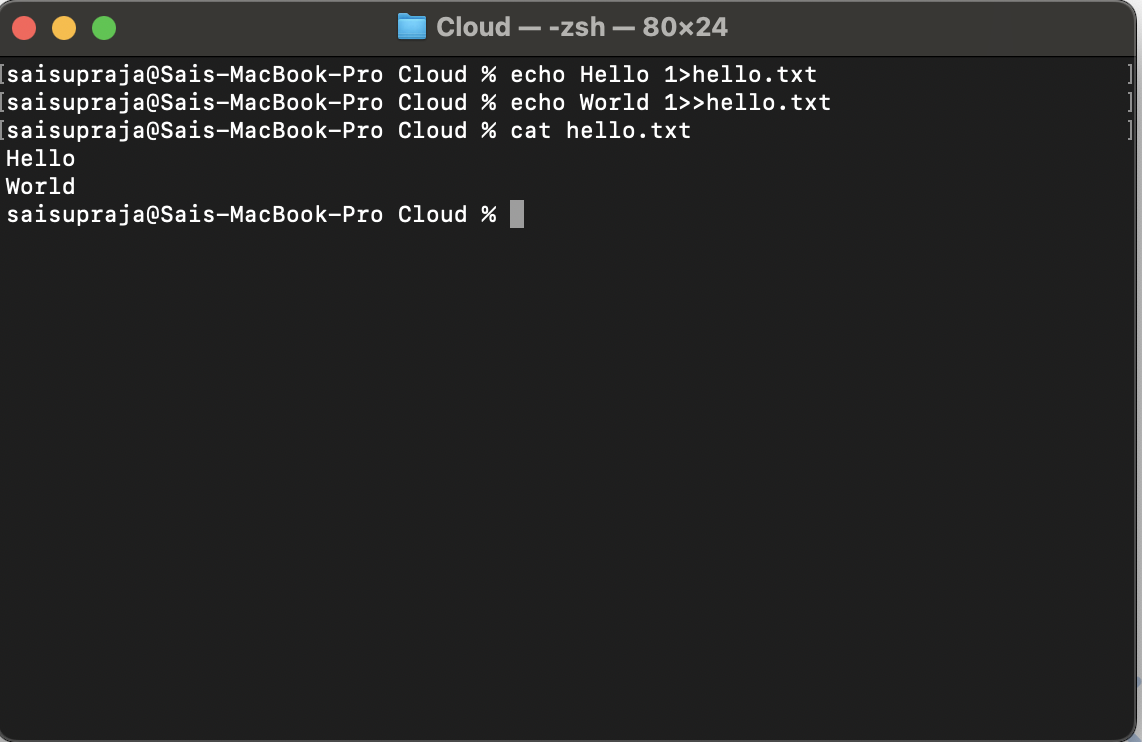 Cloud — -zsh — 80×24
[saisupraja@Sais-MacBook-Pro Cloud % echo Hello 1>hello.txt ]
[saisupraja@Sais-MacBook-Pro Cloud % echo World 1>>hello.txt ]
[saisupraja@Sais-MacBook-Pro Cloud % cat hello.txt ]
Hello
World
saisupraja@Sais-MacBook-Pro Cloud %